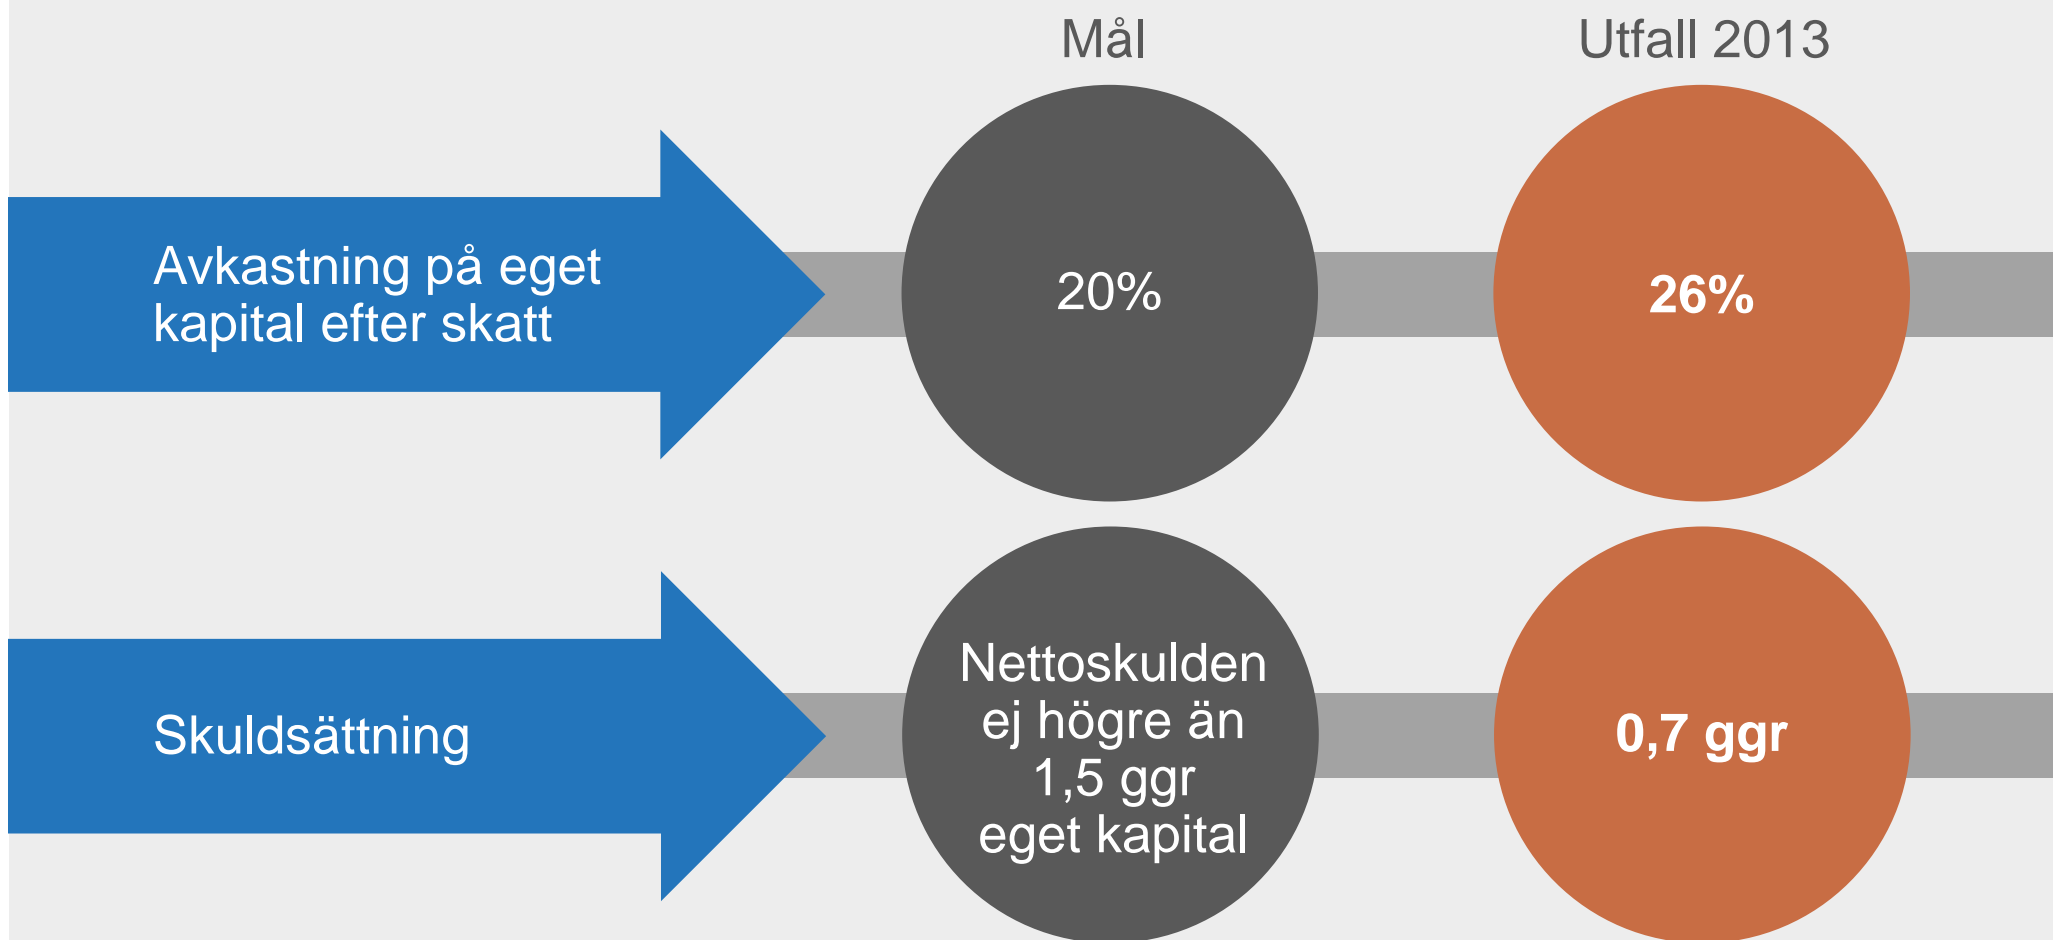 Mål
Utfall 2013
Avkastning på eget
kapital efter skatt
20%
26%
Skuldsättning
Nettoskulden
ej högre än
1,5 ggr
eget kapital
0,7 ggr